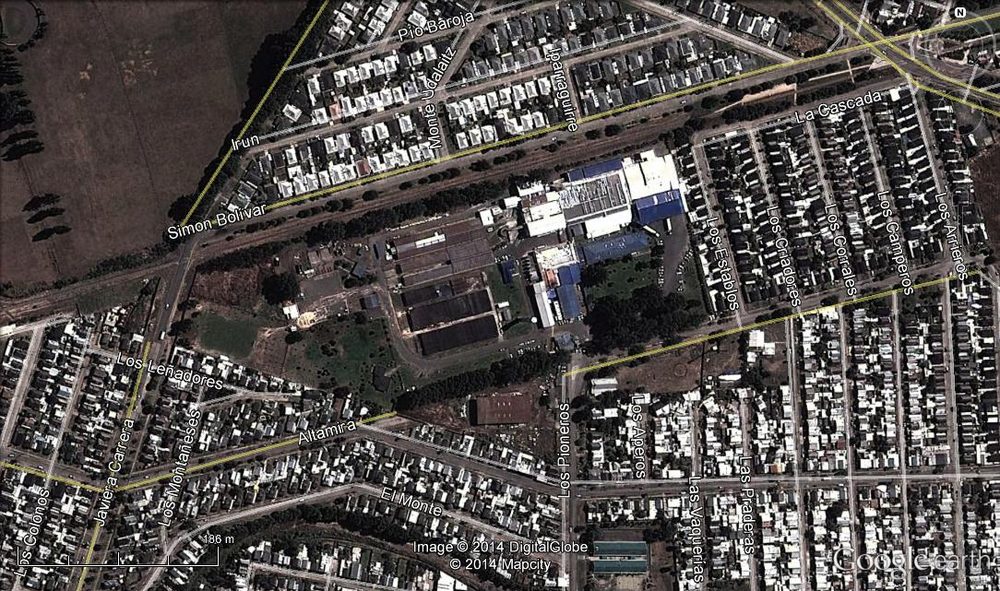 Pio Baroja
N
Monte Udalaitz
Iparraguirre
La Cascada
Irun
Simon Bolivar
Los Establos
Los Criadores
Los Corrales
Los Camperos
Los Arrieros
Los Leñadores
Altamira
Javiera Carrera
Los Montañeses
Los Colonos
El Monte
Los Pioneros
Los Aperos
Las Vaquerias
Las Praderas
186 m
Image © 2014 DigitalGlobe
© 2014 Mapcity
Google earth